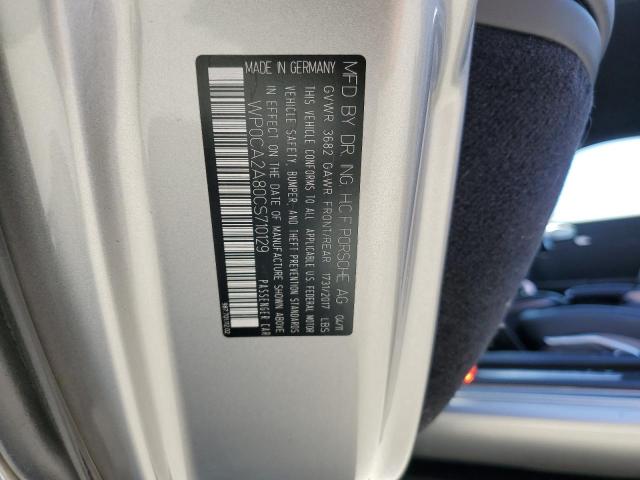 MFD BY DR. ING. H.C.F. PORSCHE AG 04/11
GVWR 3682 GAWR FRONT/REAR 1731/2017 LBS
THIS VEHICLE CONFORMS TO ALL APPLICABLE U.S. FEDERAL MOTOR
VEHICLE SAFETY, BUMPER, AND THEFT PREVENTION STANDARDS
IN EFFECT ON THE DATE OF MANUFACTURE SHOWN ABOVE
WP0CA2A80CS710129 PASSENGER CAR
MADE IN GERMANY